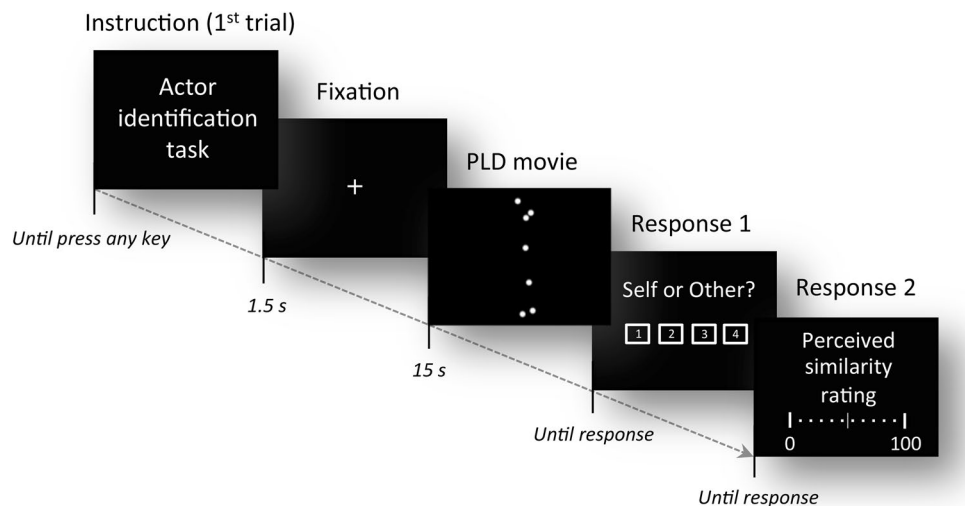 Instruction (1st trial)
Actor
identification
task
Until press any key
Fixation
+
1.5 s
PLD movie
15 s
Response 1
Self or Other?
1 2 3 4
Until response
Response 2
Perceived
similarity
rating
0 100
Until response